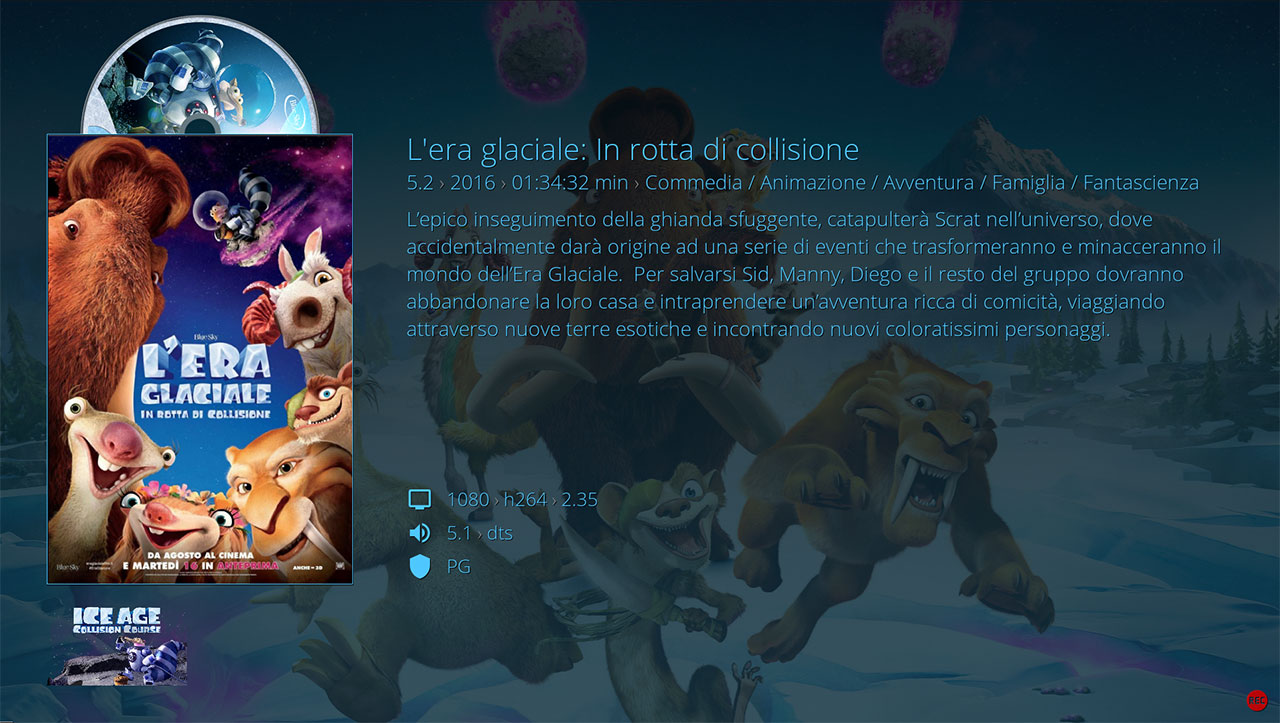 L'era glaciale: In rotta di collisione
5.2 › 2016 › 01:34:32 min › Commedia / Animazione / Avventura / Famiglia / Fantascienza
L’epico inseguimento della ghianda sfuggente, catapulterà Scrat nell’universo, dove
accidentalmente darà origine ad una serie di eventi che trasformeranno e minacceranno il
mondo dell’Era Glaciale.  Per salvarsi Sid, Manny, Diego e il resto del gruppo dovranno
abbandonare la loro casa e intraprendere un’avventura ricca di comicità, viaggiando
attraverso nuove terre esotiche e incontrando nuovi coloratissimi personaggi.
Blue Sky
L'ERA
GLACIALE
IN ROTTA DI COLLISIONE
DA AGOSTO AL CINEMA
E MARTEDÌ 16 IN ANTEPRIMA
ANCHE IN 3D
Blue Sky
1080 › h264 › 2.35
5.1 › dts
PG
ICE AGE
COLLISION COURSE
REC